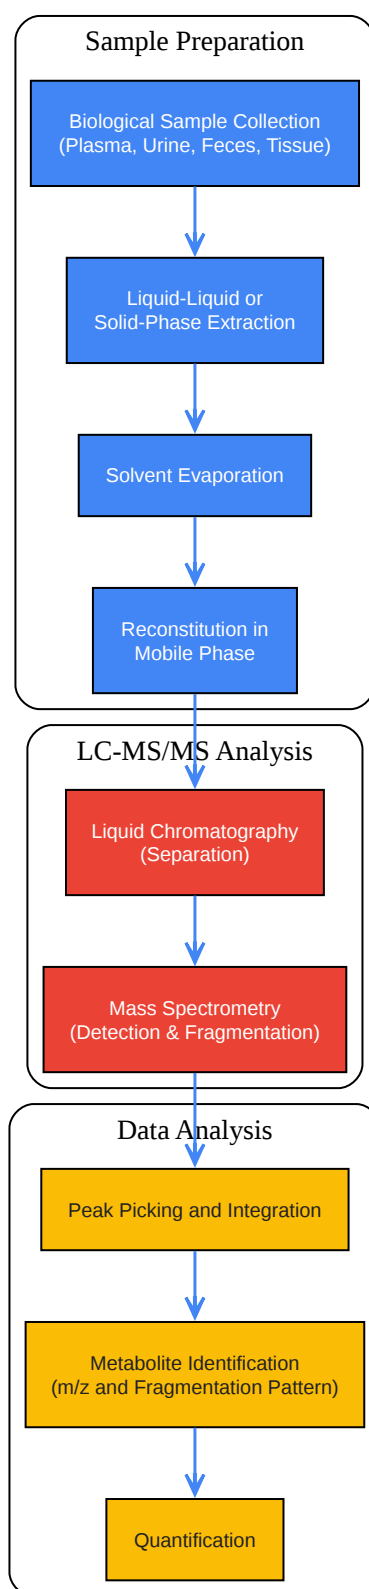 Sample Preparation
Biological Sample Collection
(Plasma, Urine, Feces, Tissue)
Liquid-Liquid or
Solid-Phase Extraction
Solvent Evaporation
Reconstitution in
Mobile Phase
LC-MS/MS Analysis
Liquid Chromatography
(Separation)
Mass Spectrometry
(Detection & Fragmentation)
Data Analysis
Peak Picking and Integration
Metabolite Identification
(m/z and Fragmentation Pattern)
Quantification